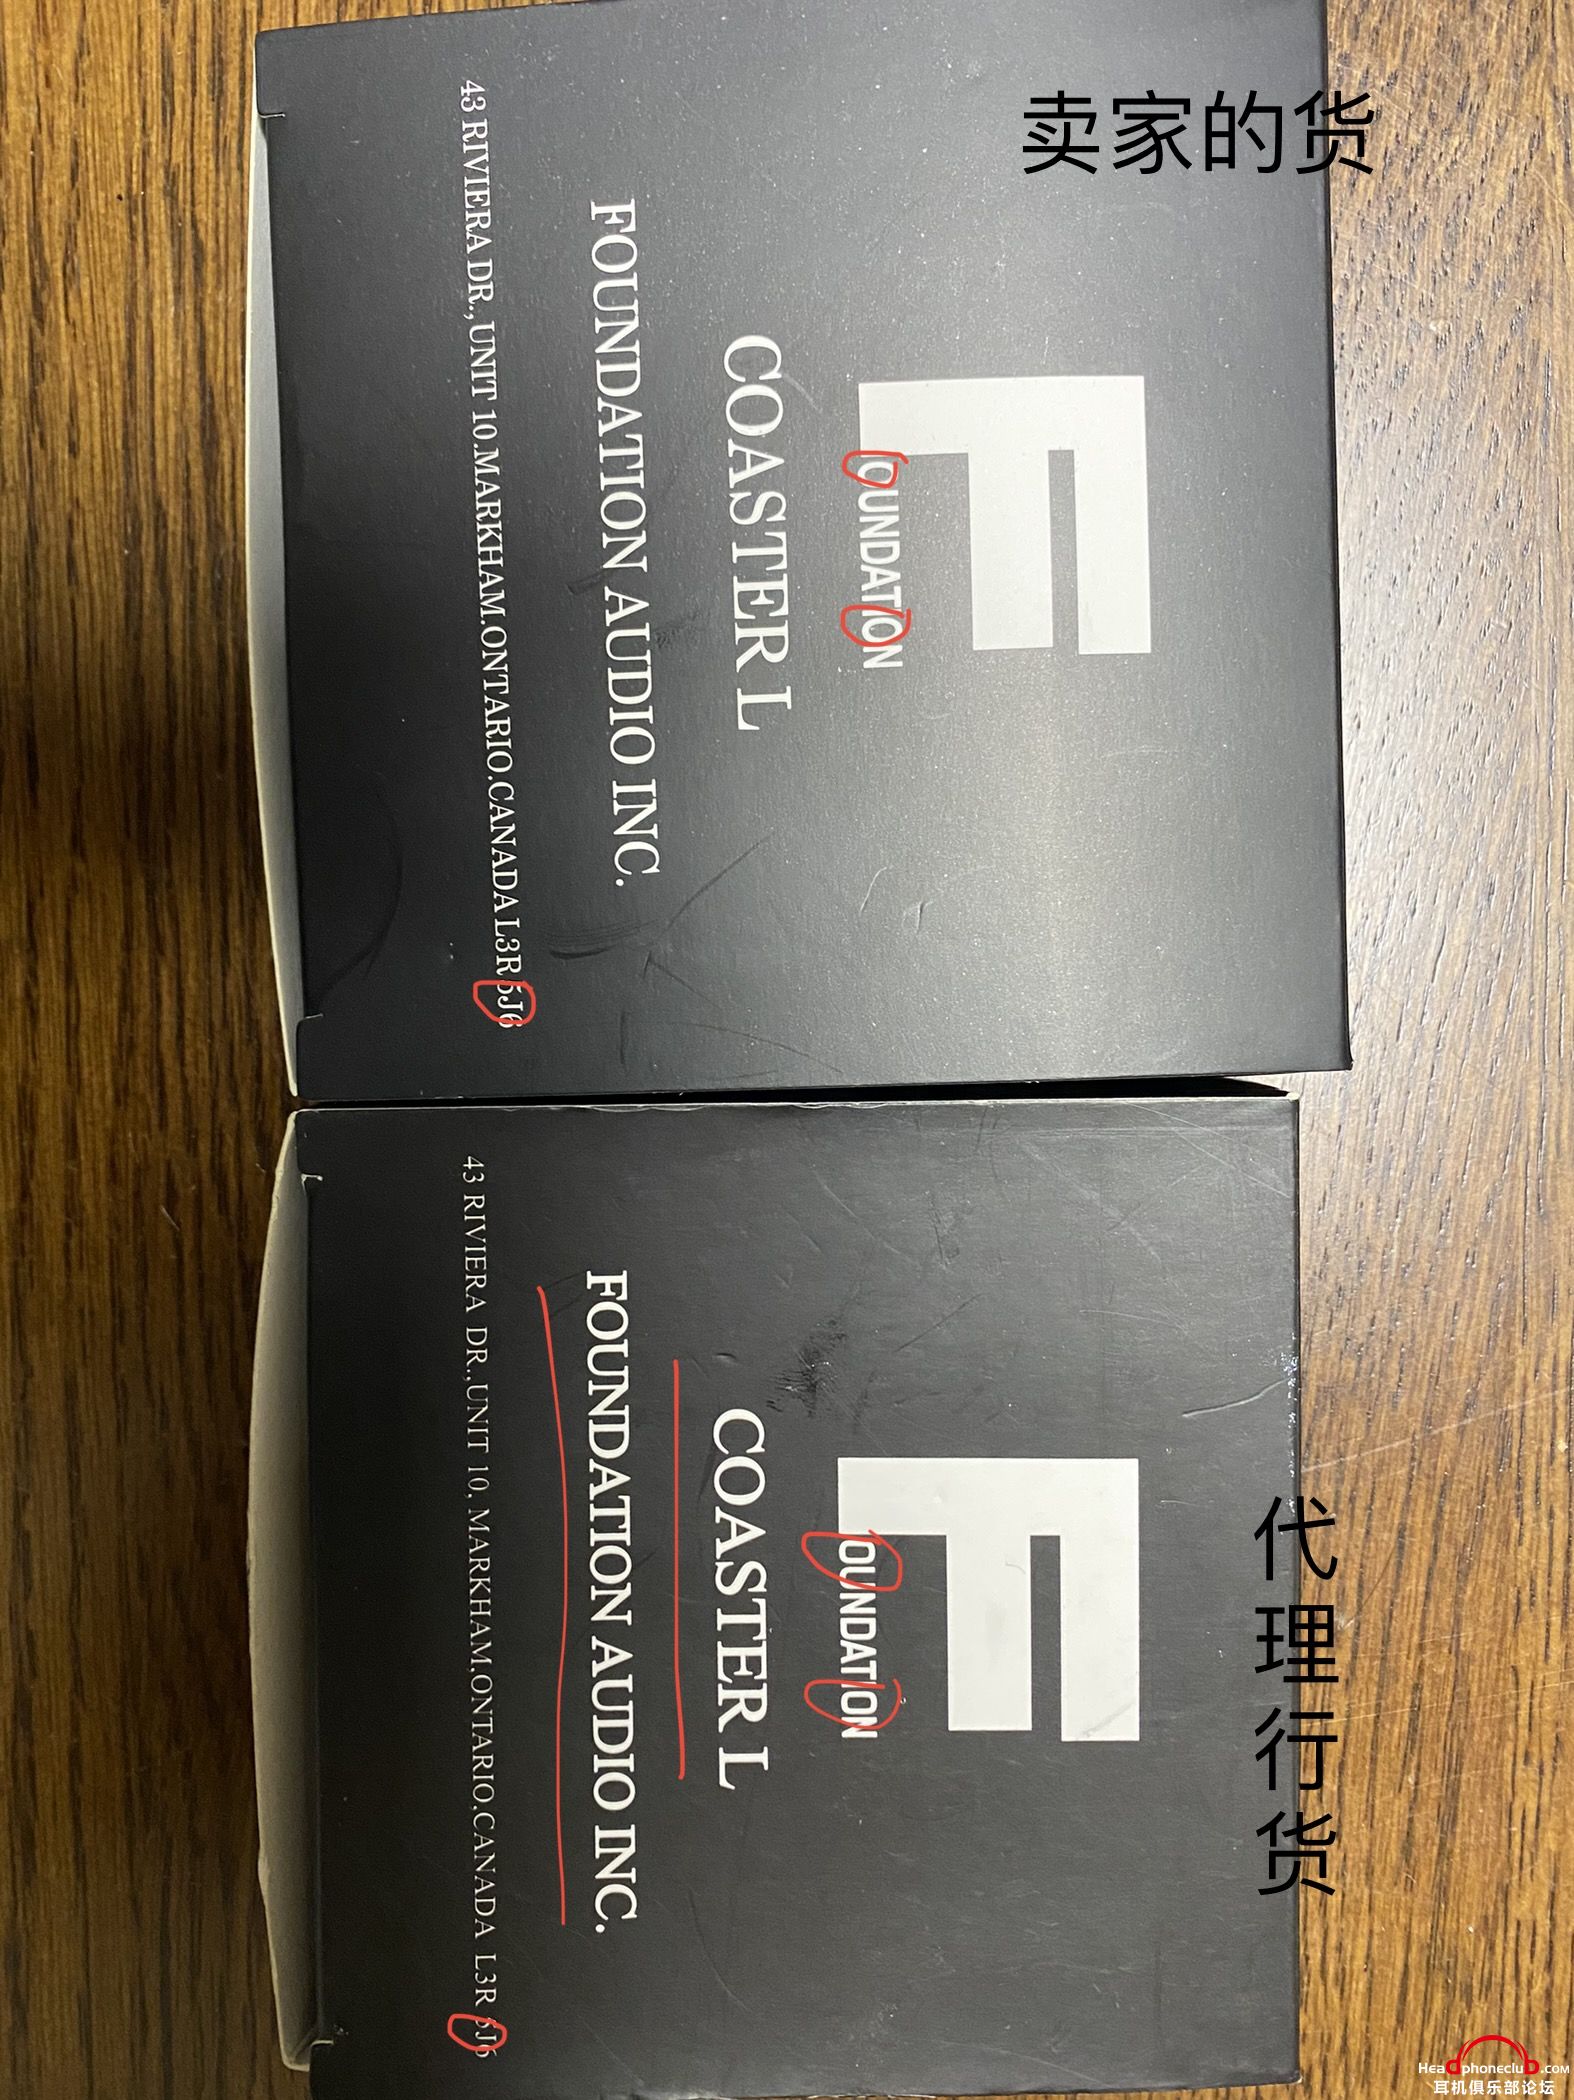 卖家的货
F
OUNDATION
COASTER L
FOUNDATION AUDIO INC.
43 RIVIERA DR., UNIT 10.MARKHAM.ONTARIO.CANADA L3R 5J6
代理行货
F
OUNDATION
COASTER L
FOUNDATION AUDIO INC.
43 RIVIERA DR.,UNIT 10, MARKHAM,ONTARIO,CANADA L3R 5J6
Headphoneclub.com
耳机俱乐部论坛